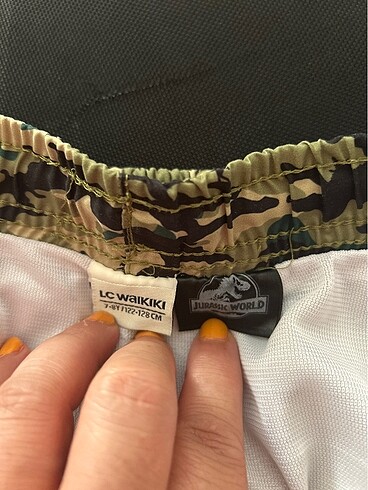 LC WAIKIKI
7-8Y/122-128 CM
JURASSIC WORLD